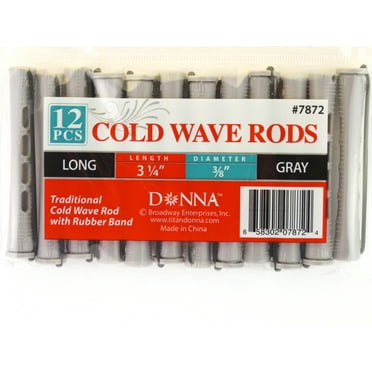 #7872
12 PCS
COLD WAVE RODS
LONG
LENGTH
3 1/4"
DIAMETER
3/8"
GRAY
Traditional
Cold Wave Rod
with Rubber Band
DONNA
© Broadway Enterprises, Inc.
www.titandonna.com
Made in China
6 58302 07872 4